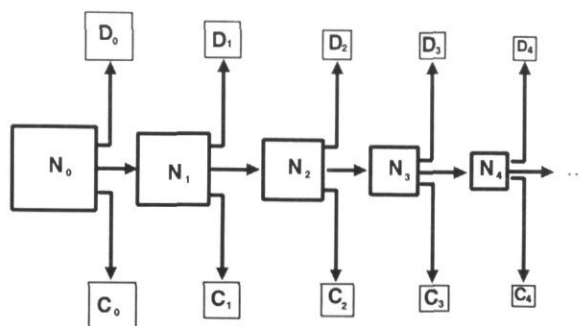 D₀ D₁ D₂ D₃ D₄
N₀ N₁ N₂ N₃ N₄ ..
C₀ C₁ C₂ C₃ C₄